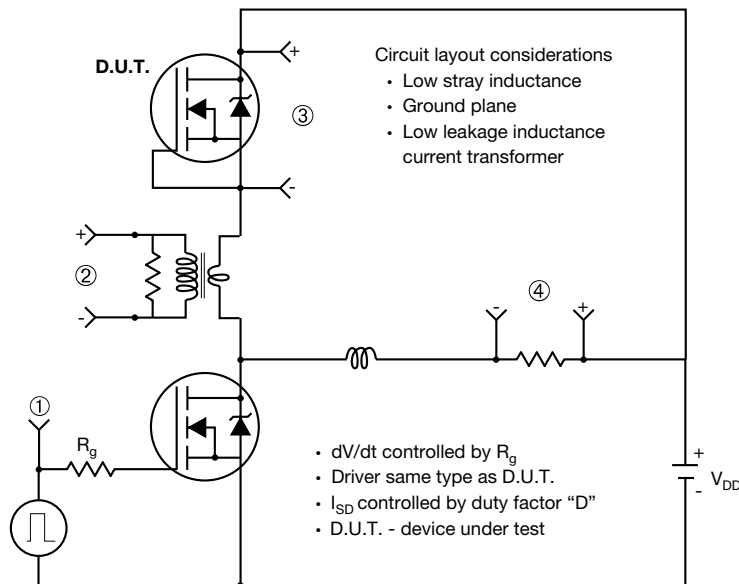 D.U.T.
+
Circuit layout considerations
• Low stray inductance
• Ground plane
• Low leakage inductance
current transformer
③
-
+
②
-
④
-
+
①
R_g
• dV/dt controlled by R_g
• Driver same type as D.U.T.
• I_SD controlled by duty factor “D”
• D.U.T. - device under test
+
V_DD
-